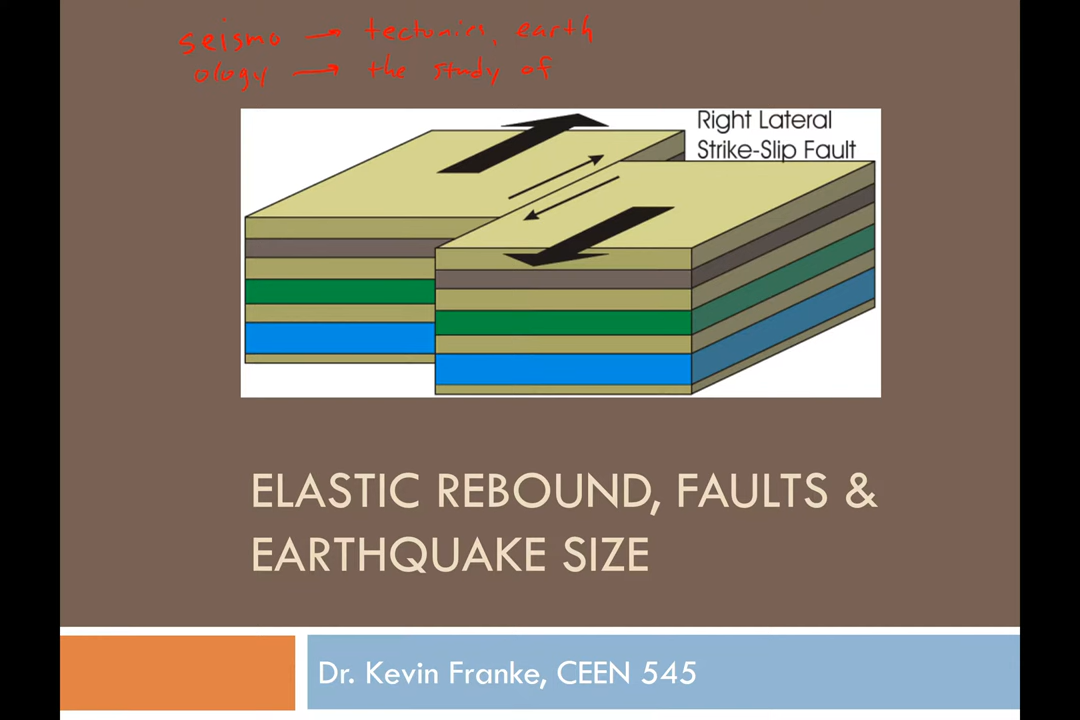 seismo → tectonics, earth
ology → the study of
Right Lateral
Strike-Slip Fault
ELASTIC REBOUND, FAULTS &
EARTHQUAKE SIZE
Dr. Kevin Franke, CEEN 545